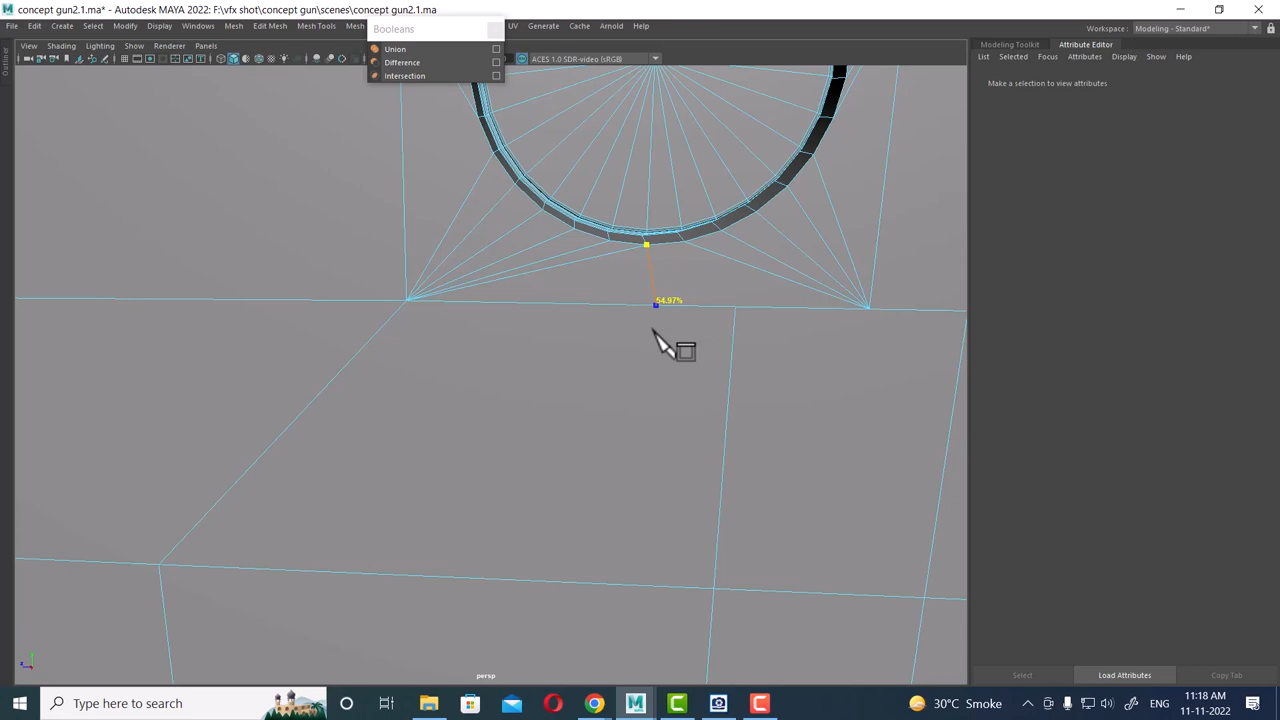 concept gun2.1.ma* - Autodesk MAYA 2022: F:\vfx shot\concept gun\scenes\concept gun2.1.ma
File Edit Create Select Modify Display Windows Mesh Edit Mesh Mesh Tools Mesh UV Generate Cache Arnold Help
Workspace: Modeling - Standard*
Booleans
Union
Difference
Intersection
View Shading Lighting Show Renderer Panels
ACES 1.0 SDR-video (sRGB)
Outliner
Modeling Toolkit Attribute Editor
List Selected Focus Attributes Display Show Help
Make a selection to view attributes
54.97%
persp
Select Load Attributes Copy Tab
Type here to search
30°C Smoke
ENG
11:18 AM
11-11-2022